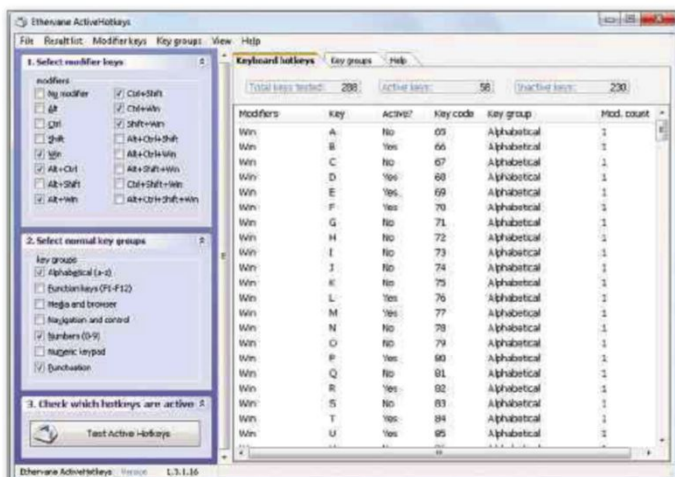 Ethervane ActiveHotkeys
File Result list Modifier keys Key groups View Help
1. Select modifier keys
modifiers
No modifier
Alt
Ctrl
Shift
Win
Alt+Ctrl
Alt+Shift
Alt+Win
Ctrl+Shift
Ctrl+Win
Shift+Win
Alt+Ctrl+Shift
Alt+Ctrl+Win
Alt+Shift+Win
Ctrl+Shift+Win
Alt+Ctrl+Shift+Win
2. Select normal key groups
key groups
Alphabetical (a-z)
Function keys (F1-F12)
Media and browser
Navigation and control
Numbers (0-9)
Numeric keypad
Punctuation
3. Check which hotkeys are active
Test Active Hotkeys
Keyboard hotkeys Key groups Help
Total keys tested: 288 Active keys: 58 Inactive keys: 230
Modifiers Key Active? Key code Key group Mod. count
Win A No 65 Alphabetical 1
Win B Yes 66 Alphabetical 1
Win C No 67 Alphabetical 1
Win D Yes 68 Alphabetical 1
Win E Yes 69 Alphabetical 1
Win F Yes 70 Alphabetical 1
Win G No 71 Alphabetical 1
Win H No 72 Alphabetical 1
Win I No 73 Alphabetical 1
Win J No 74 Alphabetical 1
Win K No 75 Alphabetical 1
Win L Yes 76 Alphabetical 1
Win M Yes 77 Alphabetical 1
Win N No 78 Alphabetical 1
Win O No 79 Alphabetical 1
Win P Yes 80 Alphabetical 1
Win Q No 81 Alphabetical 1
Win R Yes 82 Alphabetical 1
Win S No 83 Alphabetical 1
Win T Yes 84 Alphabetical 1
Win U Yes 85 Alphabetical 1
Ethervane ActiveHotkeys Version 1.3.1.16